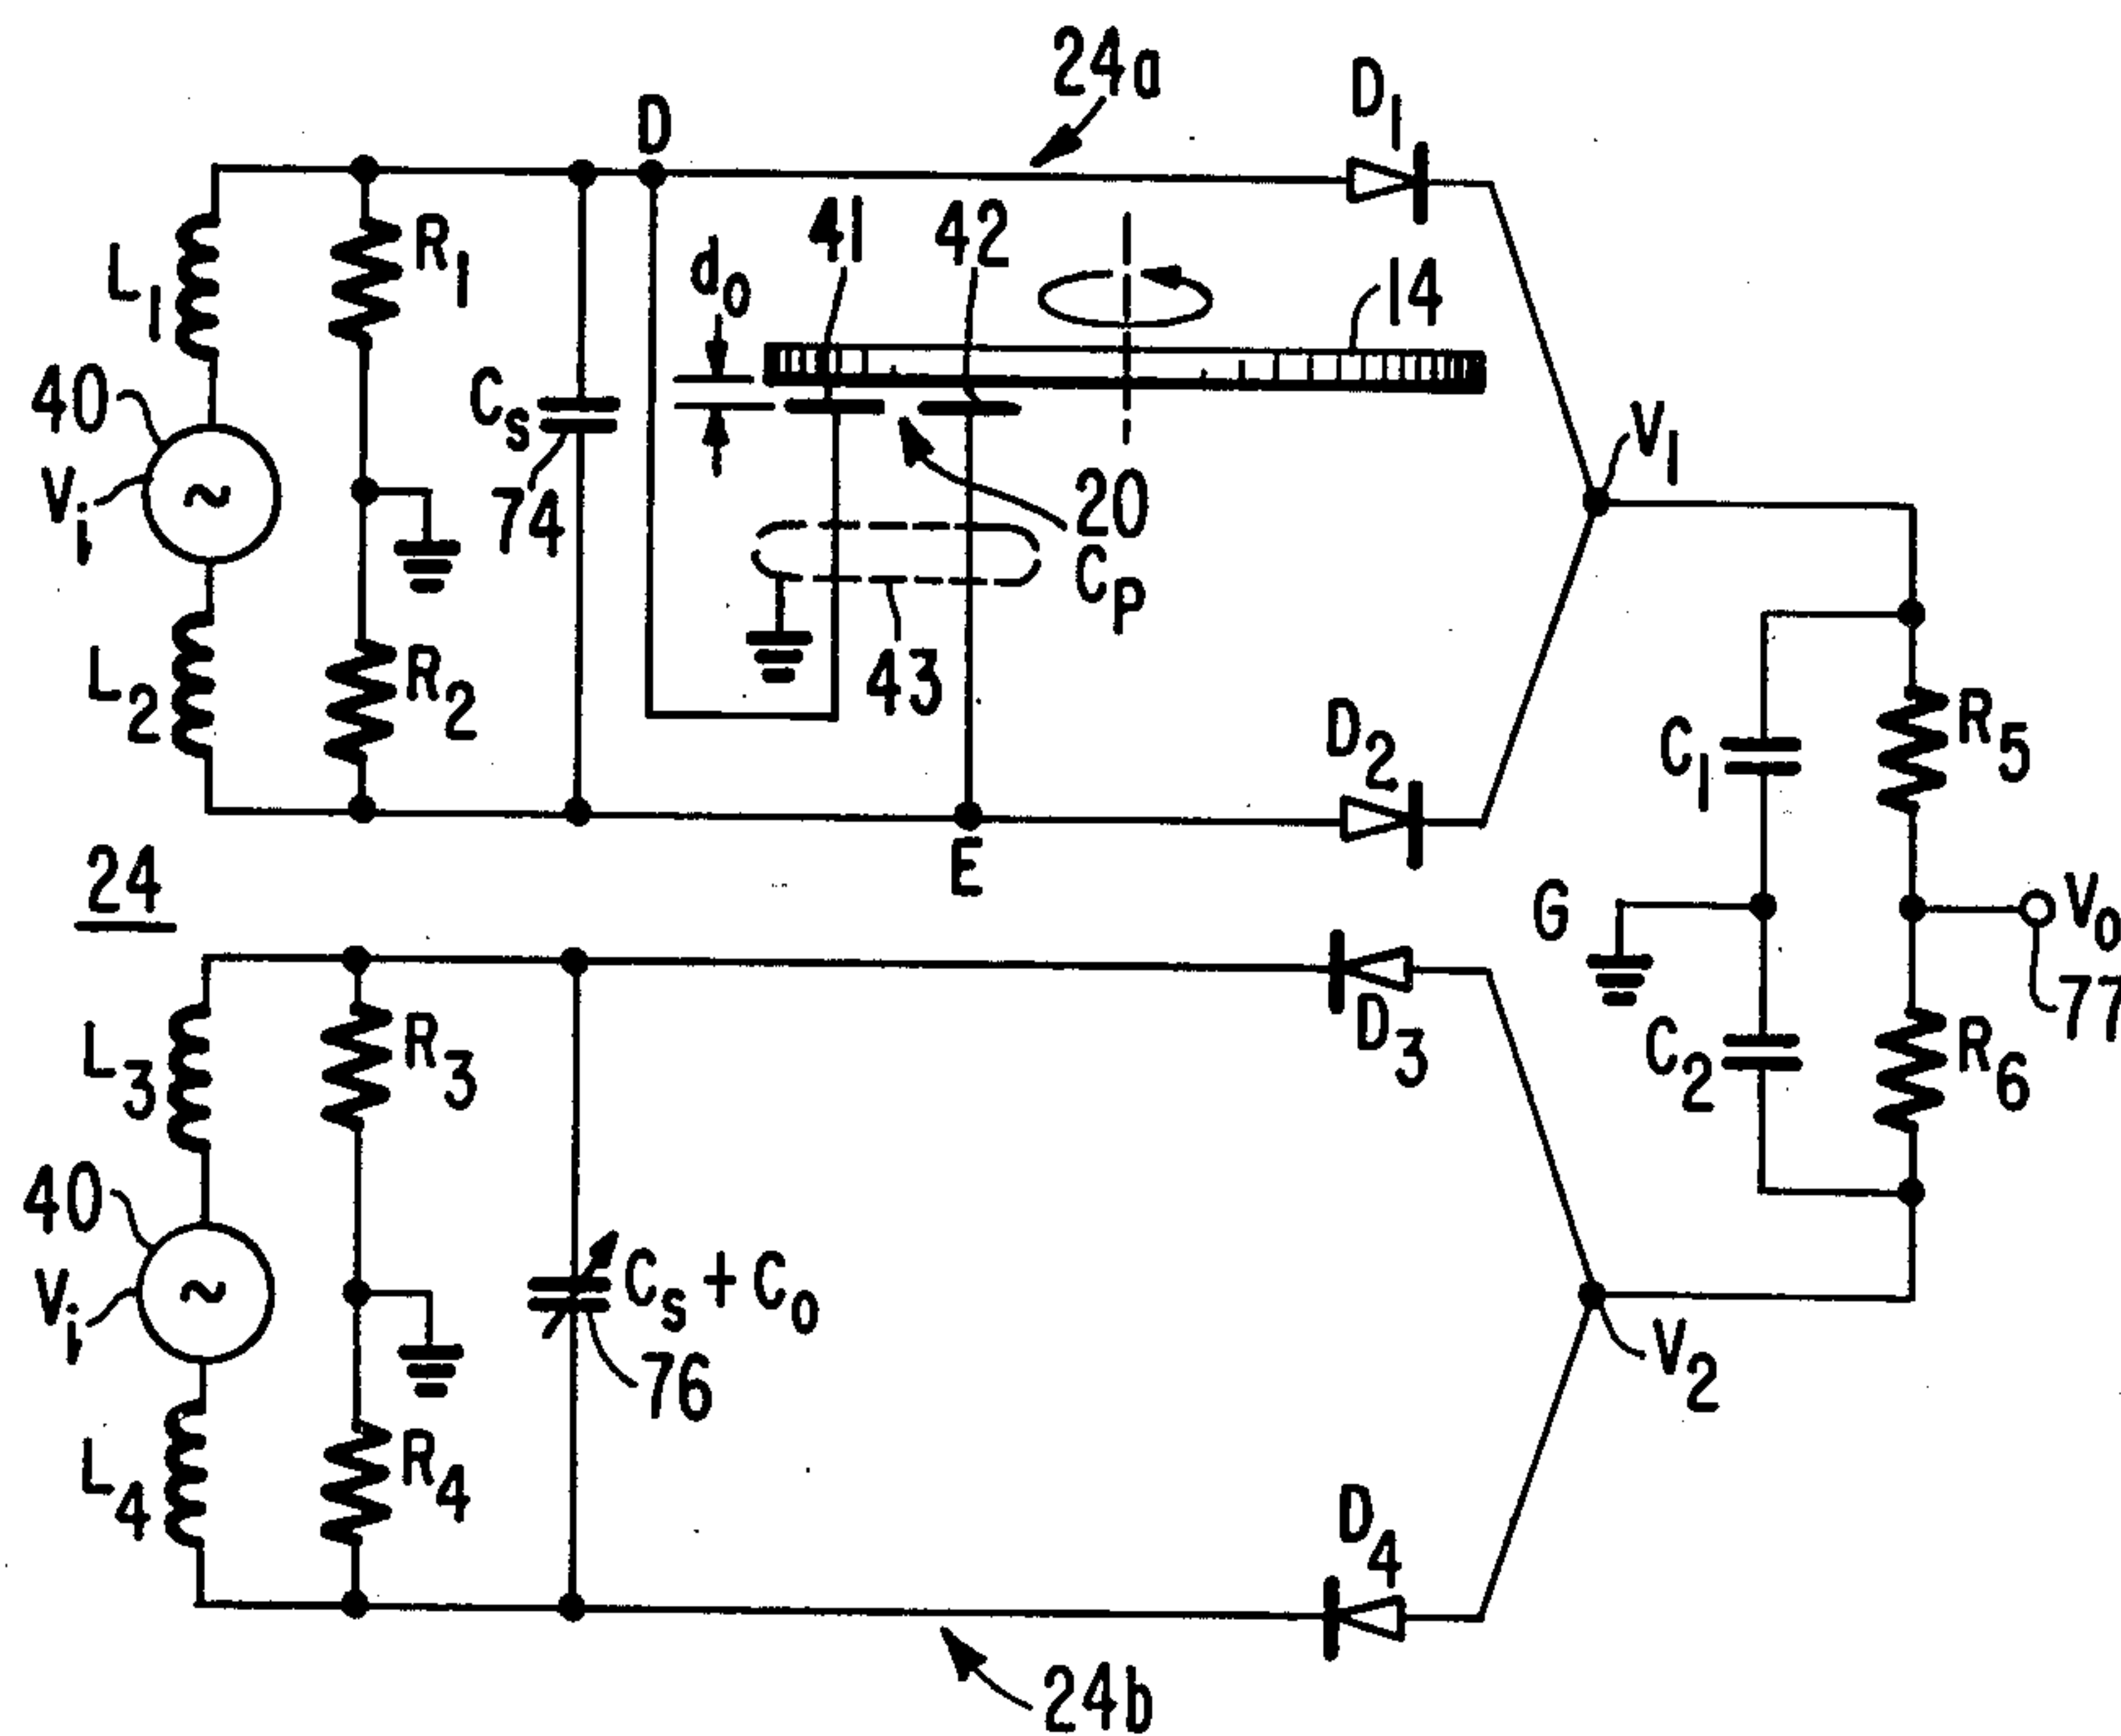 24a
D₁
D
41
42
d₀
14
L₁
R₁
40
Vᵢ
Cₛ
74
20
Cₚ
V₁
43
L₂
R₂
D₂
C₁
R₅
E
24
G
V₀
77
D₃
L₃
R₃
C₂
R₆
40
Vᵢ
Cₛ + C₀
76
V₂
L₄
R₄
D₄
24b